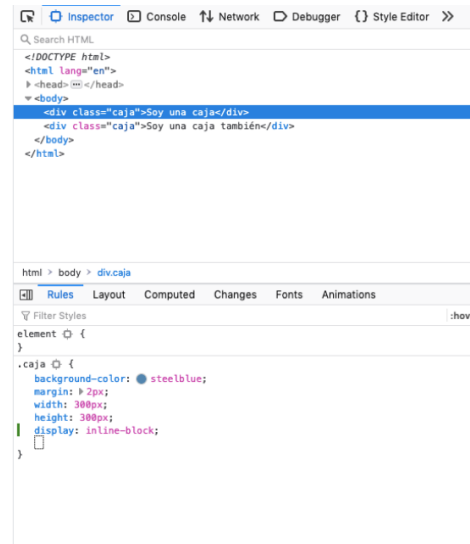 Inspector Console Network Debugger {} Style Editor
Search HTML
<!DOCTYPE html>
<html lang="en">
<head> ••• </head>
<body>
<div class="caja">Soy una caja</div>
<div class="caja">Soy una caja también</div>
</body>
</html>
html > body > div.caja
Rules Layout Computed Changes Fonts Animations
Filter Styles :hov
element {
}
.caja {
background-color: steelblue;
margin: 2px;
width: 300px;
height: 300px;
display: inline-block;
}